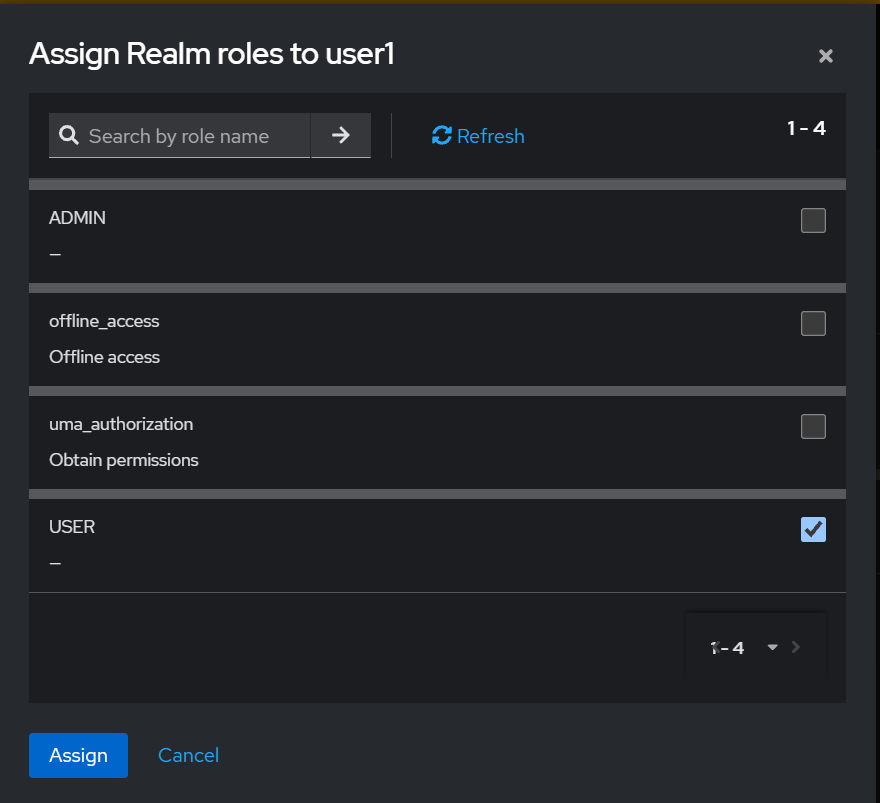 Assign Realm roles to user1
Search by role name
Refresh
1 - 4
ADMIN
—
offline_access
Offline access
uma_authorization
Obtain permissions
USER
—
1 - 4
Assign
Cancel